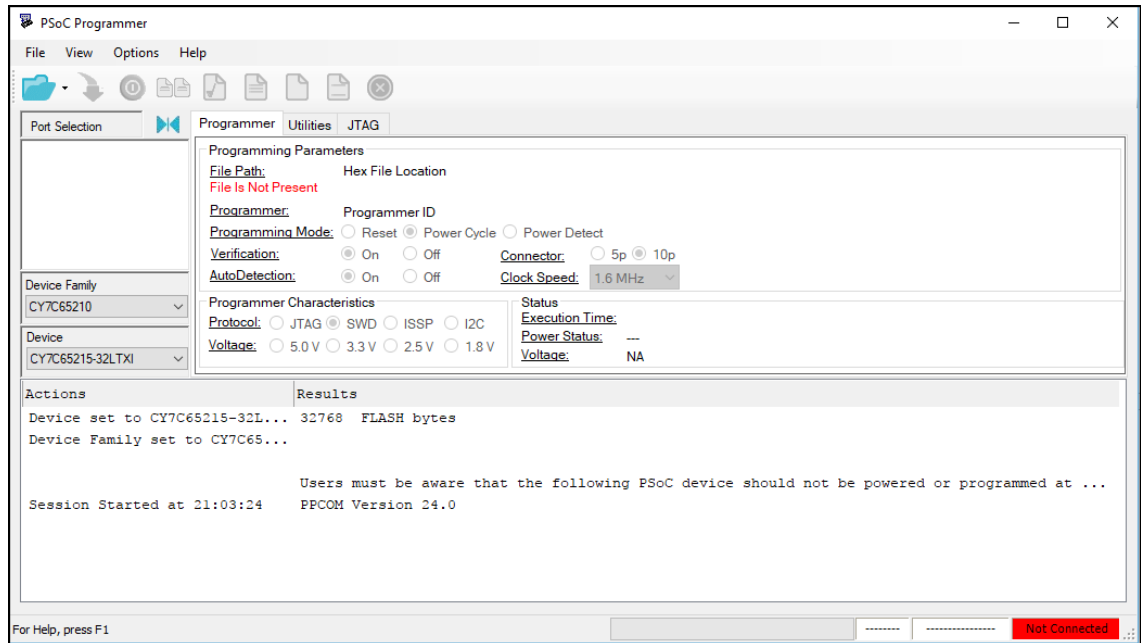 PSoC Programmer
File View Options Help
Port Selection
Programmer Utilities JTAG
Programming Parameters
File Path: Hex File Location
File Is Not Present
Programmer: Programmer ID
Programming Mode: Reset Power Cycle Power Detect
Verification: On Off Connector: 5p 10p
AutoDetection: On Off Clock Speed: 1.6 MHz
Device Family
CY7C65210
Device
CY7C65215-32LTXI
Programmer Characteristics
Protocol: JTAG SWD ISSP I2C
Voltage: 5.0 V 3.3 V 2.5 V 1.8 V
Status
Execution Time:
Power Status: ---
Voltage: NA
Actions Results
Device set to CY7C65215-32L... 32768 FLASH bytes
Device Family set to CY7C65...
Users must be aware that the following PSoC device should not be powered or programmed at ...
Session Started at 21:03:24 PPCOM Version 24.0
For Help, press F1
-------- ---------------- Not Connected